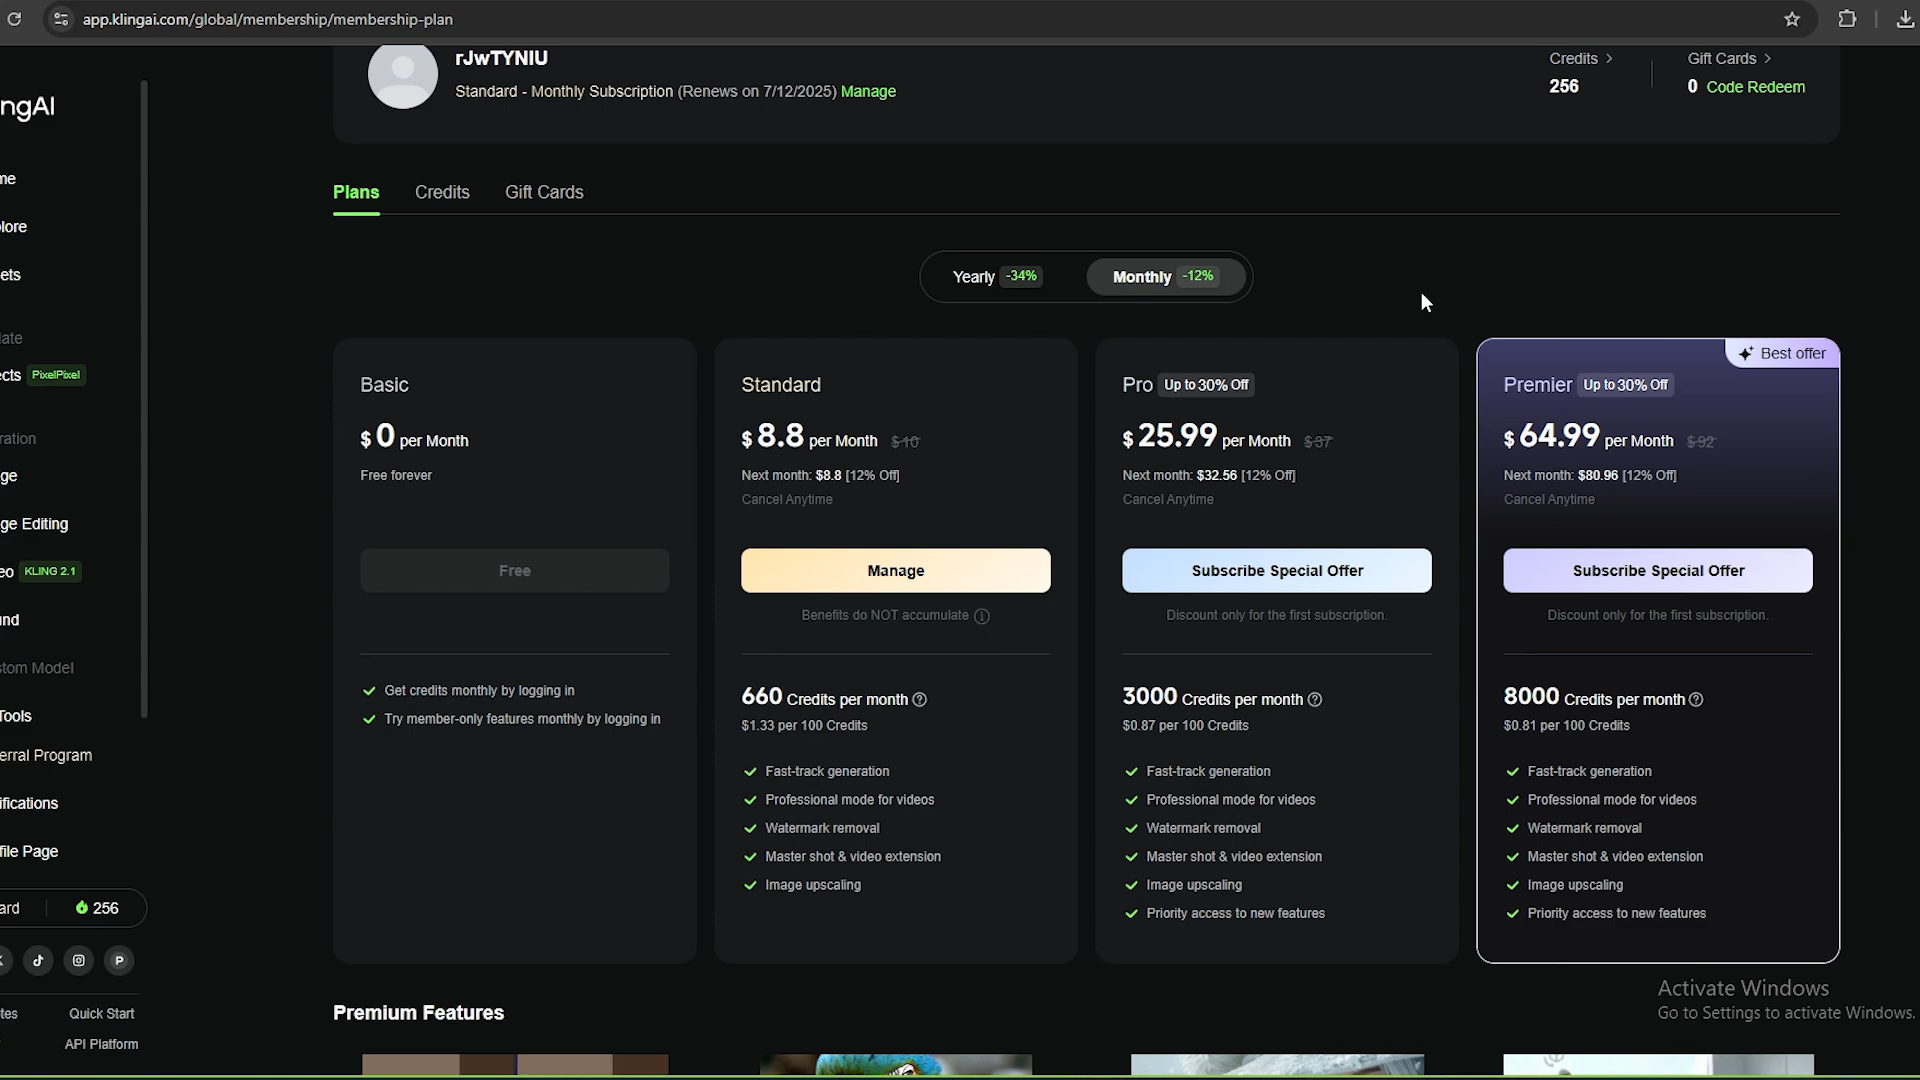 app.klingai.com/global/membership/membership-plan
rJwTYNIU
Standard - Monthly Subscription (Renews on 7/12/2025) Manage
Credits >
256
Gift Cards >
0 Code Redeem
ngAI
me
lore
ets
late
ects PixelPixel
ration
ge
ge Editing
eo KLING 2.1
und
stom Model
Tools
erral Program
ifications
file Page
ard 256
tes Quick Start
API Platform
Plans Credits Gift Cards
Yearly -34% Monthly -12%
Basic
$ 0 per Month
Free forever
Free
Get credits monthly by logging in
Try member-only features monthly by logging in
Standard
$ 8.8 per Month $10
Next month: $8.8 [12% Off]
Cancel Anytime
Manage
Benefits do NOT accumulate
660 Credits per month
$1.33 per 100 Credits
Fast-track generation
Professional mode for videos
Watermark removal
Master shot & video extension
Image upscaling
Pro Up to 30% Off
$ 25.99 per Month $37
Next month: $32.56 [12% Off]
Cancel Anytime
Subscribe Special Offer
Discount only for the first subscription.
3000 Credits per month
$0.87 per 100 Credits
Fast-track generation
Professional mode for videos
Watermark removal
Master shot & video extension
Image upscaling
Priority access to new features
Best offer
Premier Up to 30% Off
$ 64.99 per Month $92
Next month: $80.96 [12% Off]
Cancel Anytime
Subscribe Special Offer
Discount only for the first subscription.
8000 Credits per month
$0.81 per 100 Credits
Fast-track generation
Professional mode for videos
Watermark removal
Master shot & video extension
Image upscaling
Priority access to new features
Premium Features
Activate Windows
Go to Settings to activate Windows.